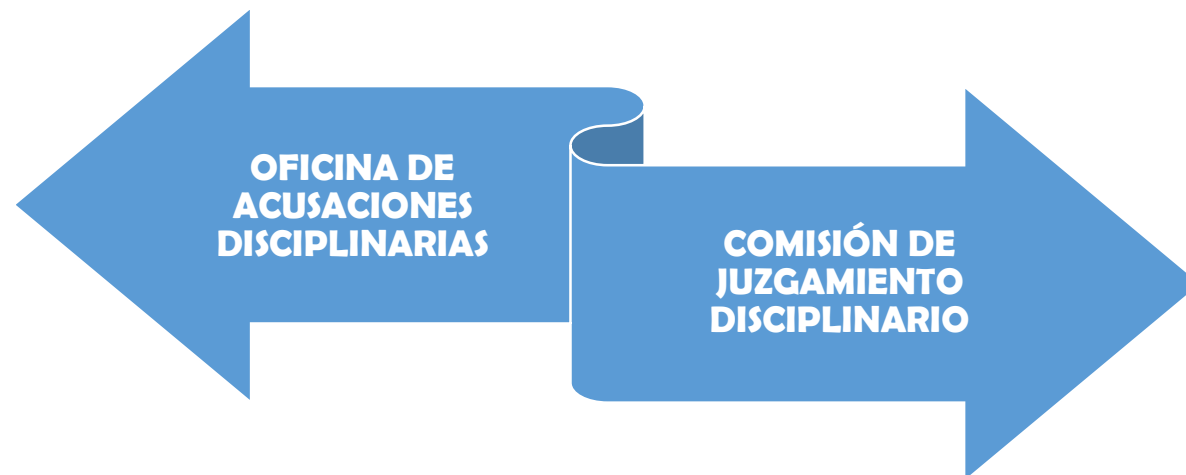 OFICINA DE
ACUSACIONES
DISCIPLINARIAS
COMISIÓN DE
JUZGAMIENTO
DISCIPLINARIO